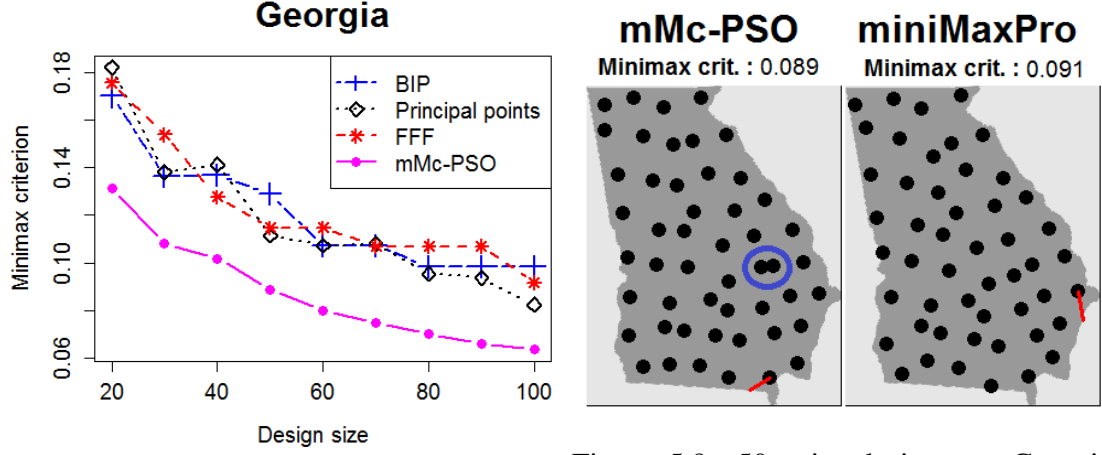 Georgia
Minimax criterion
0.18
0.14
0.10
0.06
BIP
Principal points
FFF
mMc-PSO
20
40
60
80
100
Design size
mMc-PSO
Minimax crit. : 0.089
miniMaxPro
Minimax crit. : 0.091